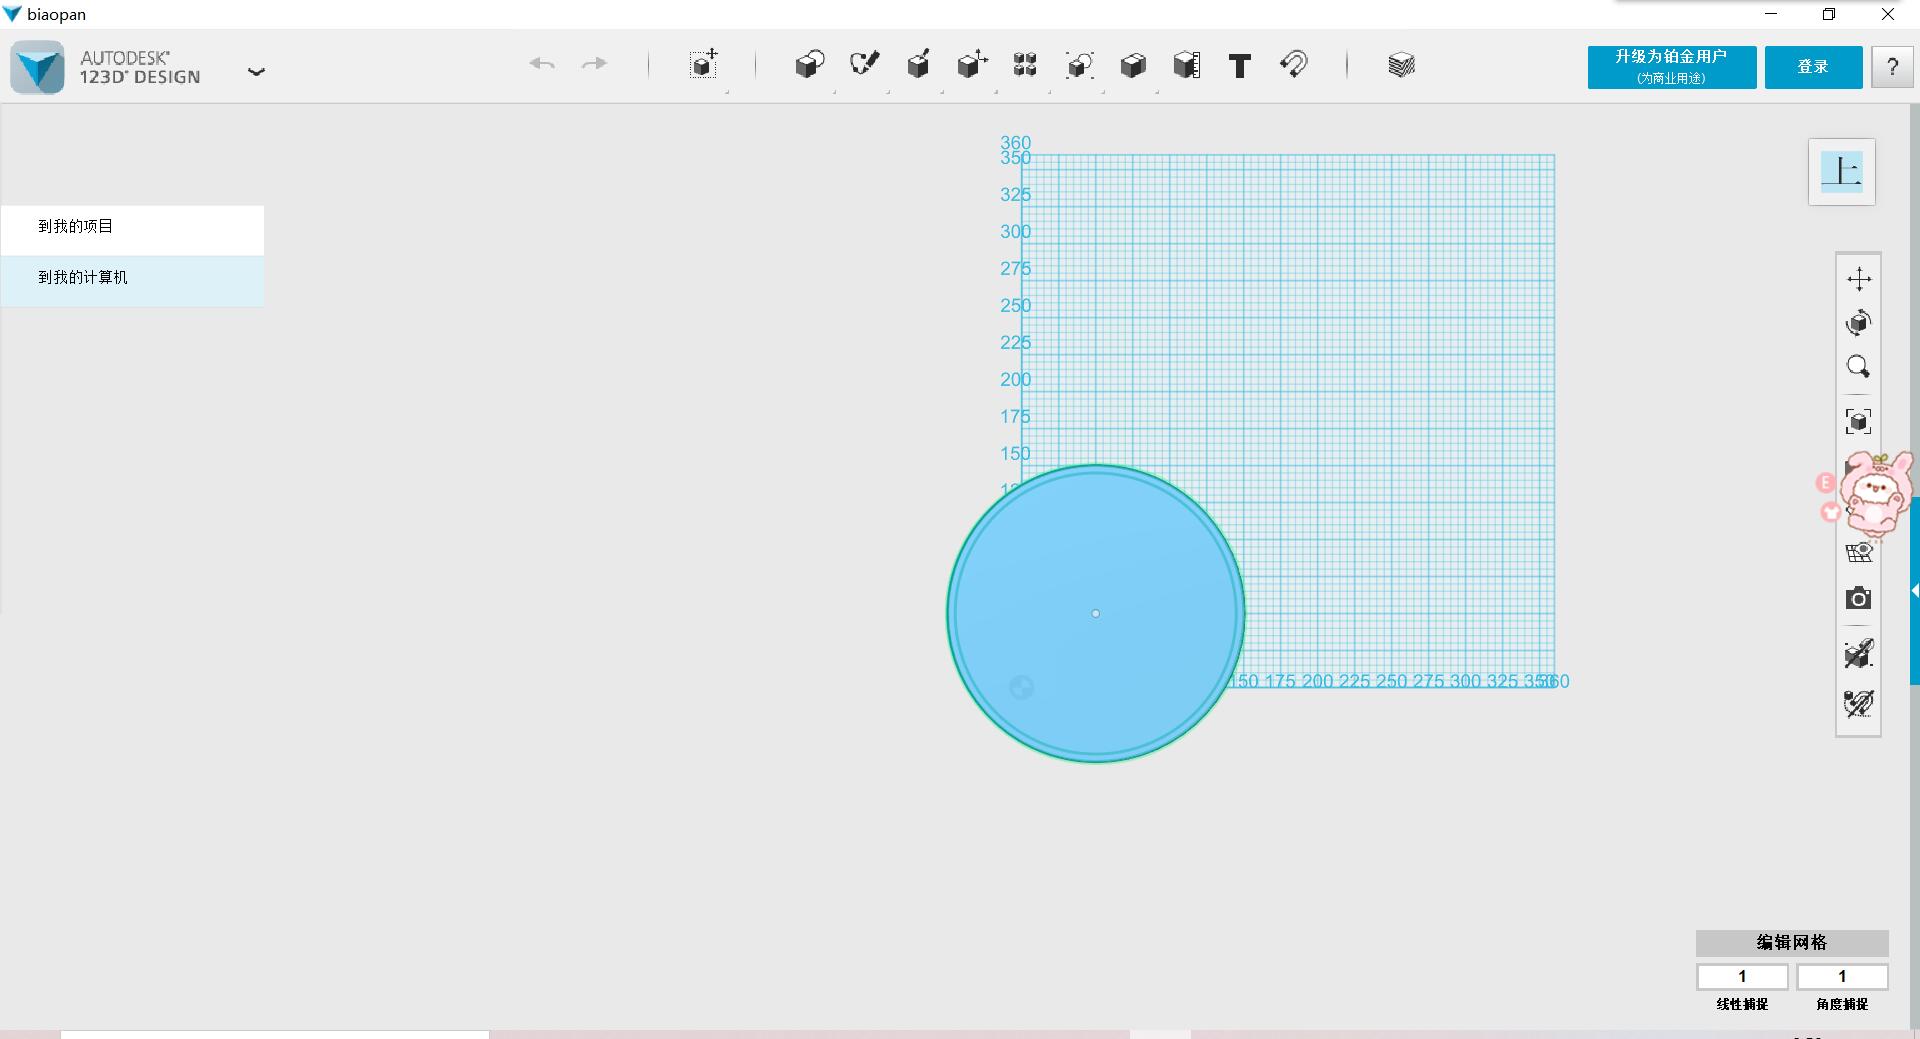 biaopan
AUTODESK®
123D® DESIGN
升级为铂金用户
(为商业用途)
登录
?
上
到我的项目
到我的计算机
360
350
325
300
275
250
225
200
175
150
150 175 200 225 250 275 300 325 350 360
E
编辑网格
1 1
线性捕捉 角度捕捉